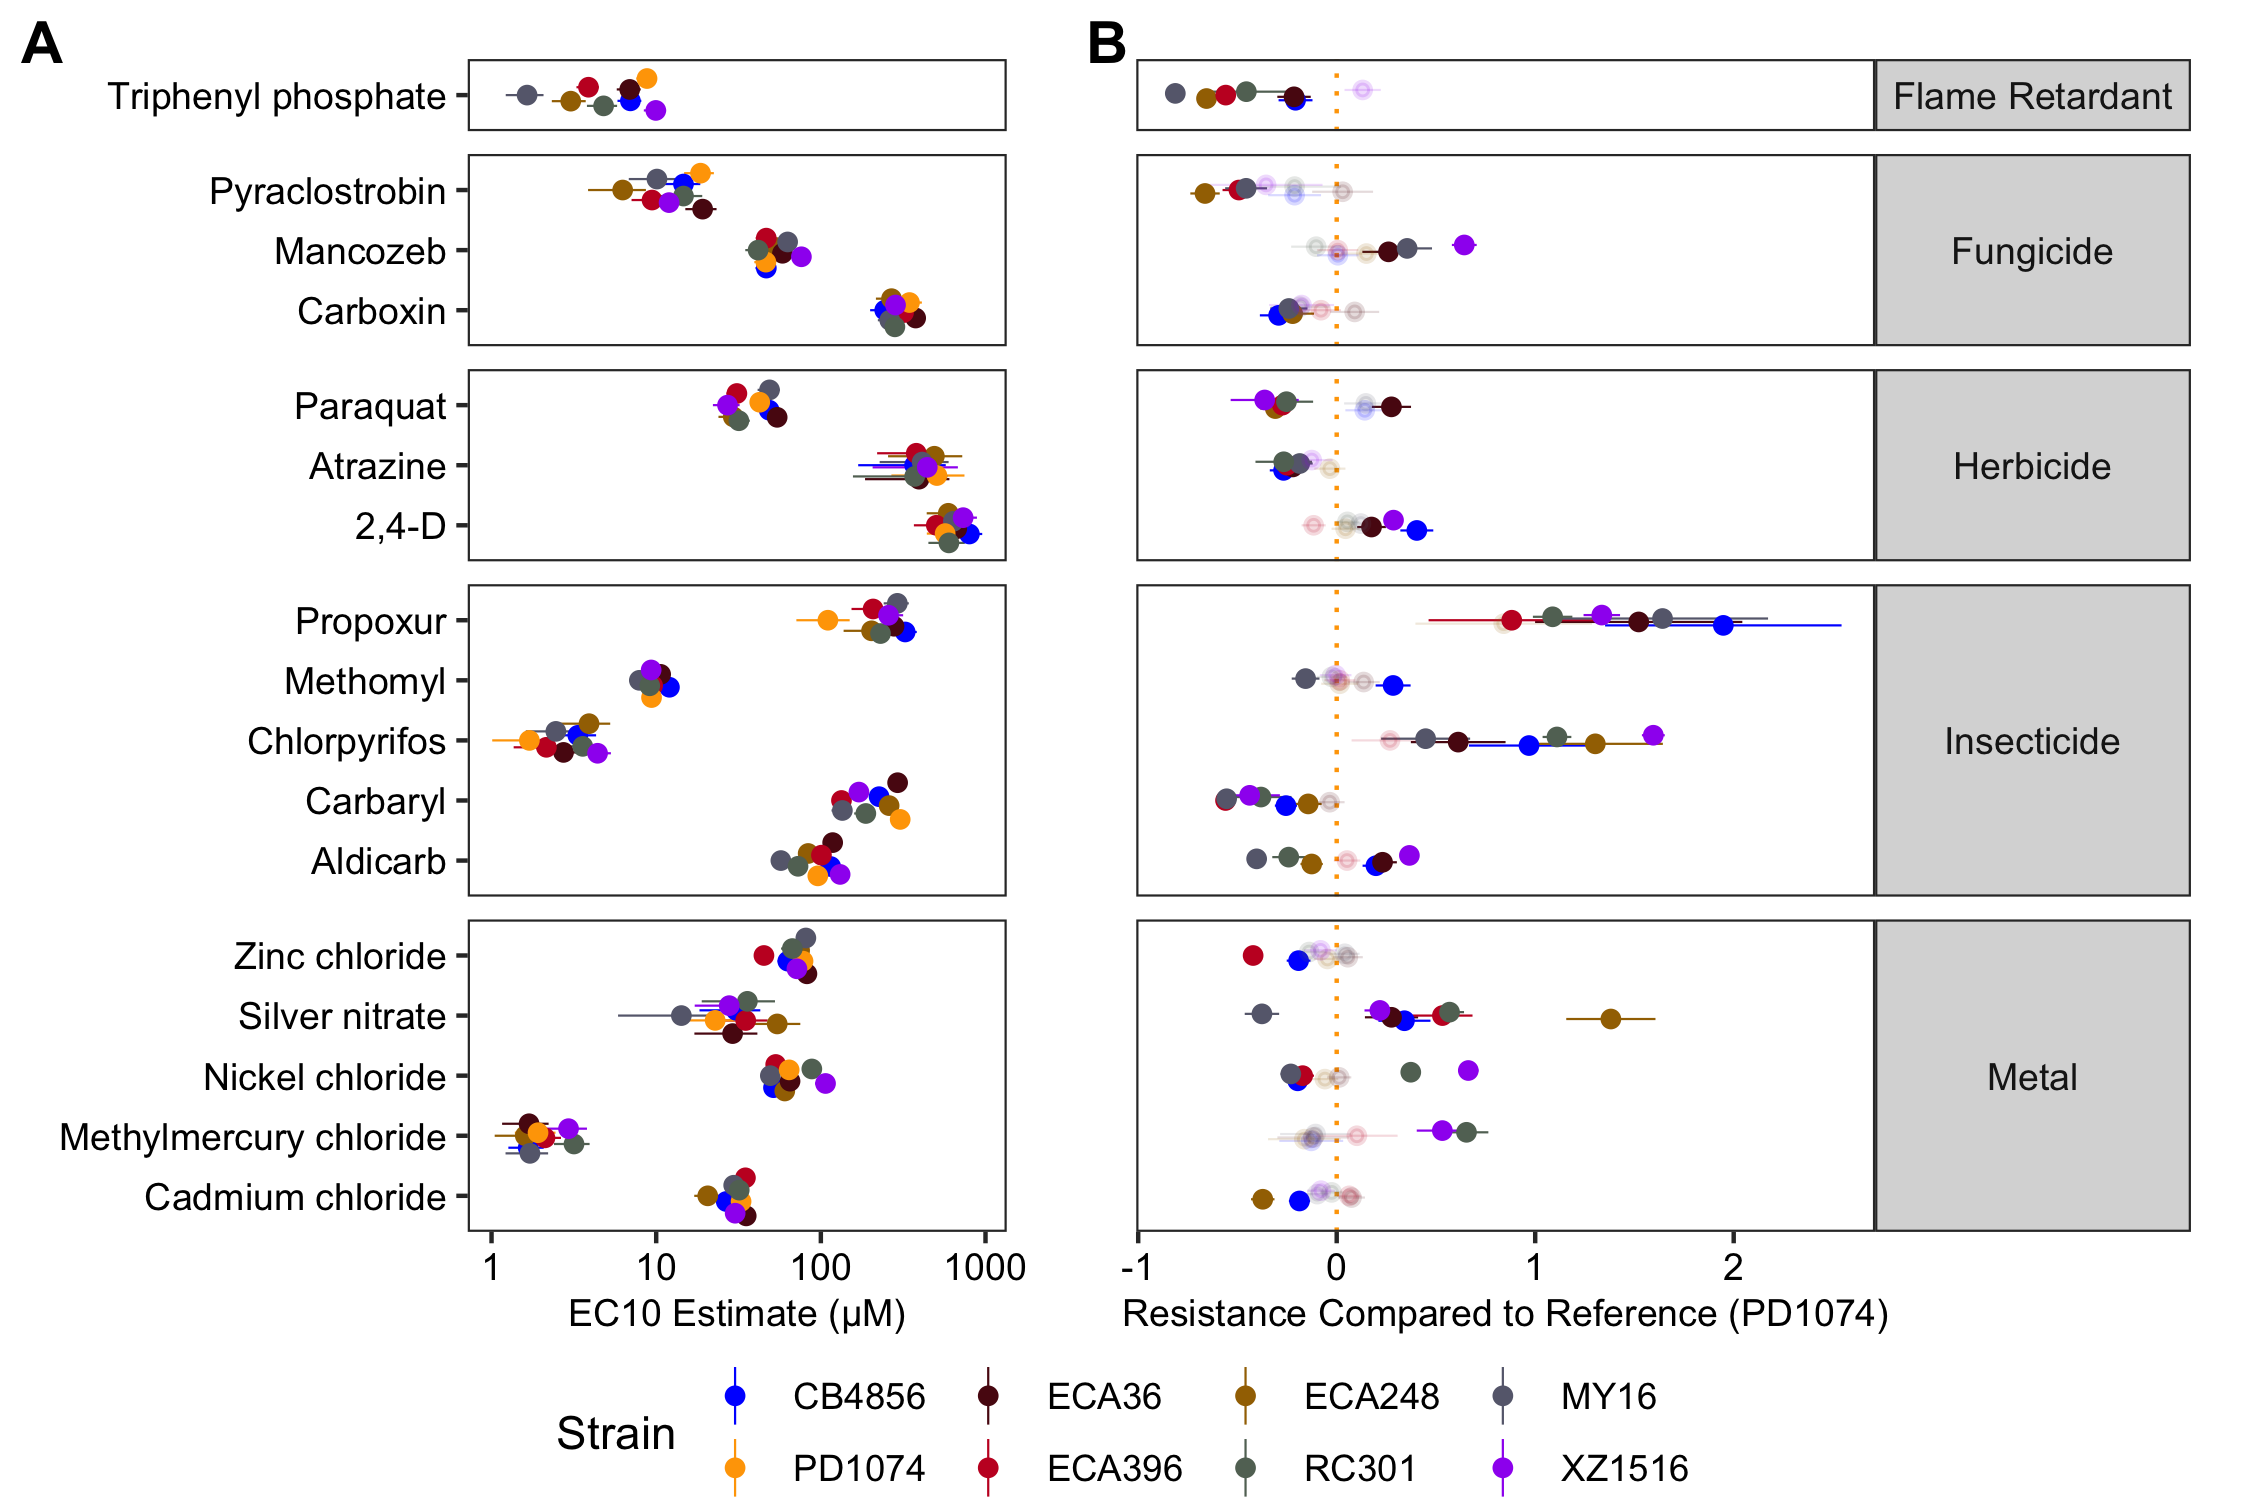 A
B
Triphenyl phosphate
Flame Retardant
Pyraclostrobin
Mancozeb
Fungicide
Carboxin
Paraquat
Atrazine
Herbicide
2,4-D
Propoxur
Methomyl
Chlorpyrifos
Insecticide
Carbaryl
Aldicarb
Zinc chloride
Silver nitrate
Nickel chloride
Metal
Methylmercury chloride
Cadmium chloride
1 10 100 1000
-1 0 1 2
EC10 Estimate (µM)
Resistance Compared to Reference (PD1074)
Strain
CB4856 ECA36 ECA248 MY16
PD1074 ECA396 RC301 XZ1516